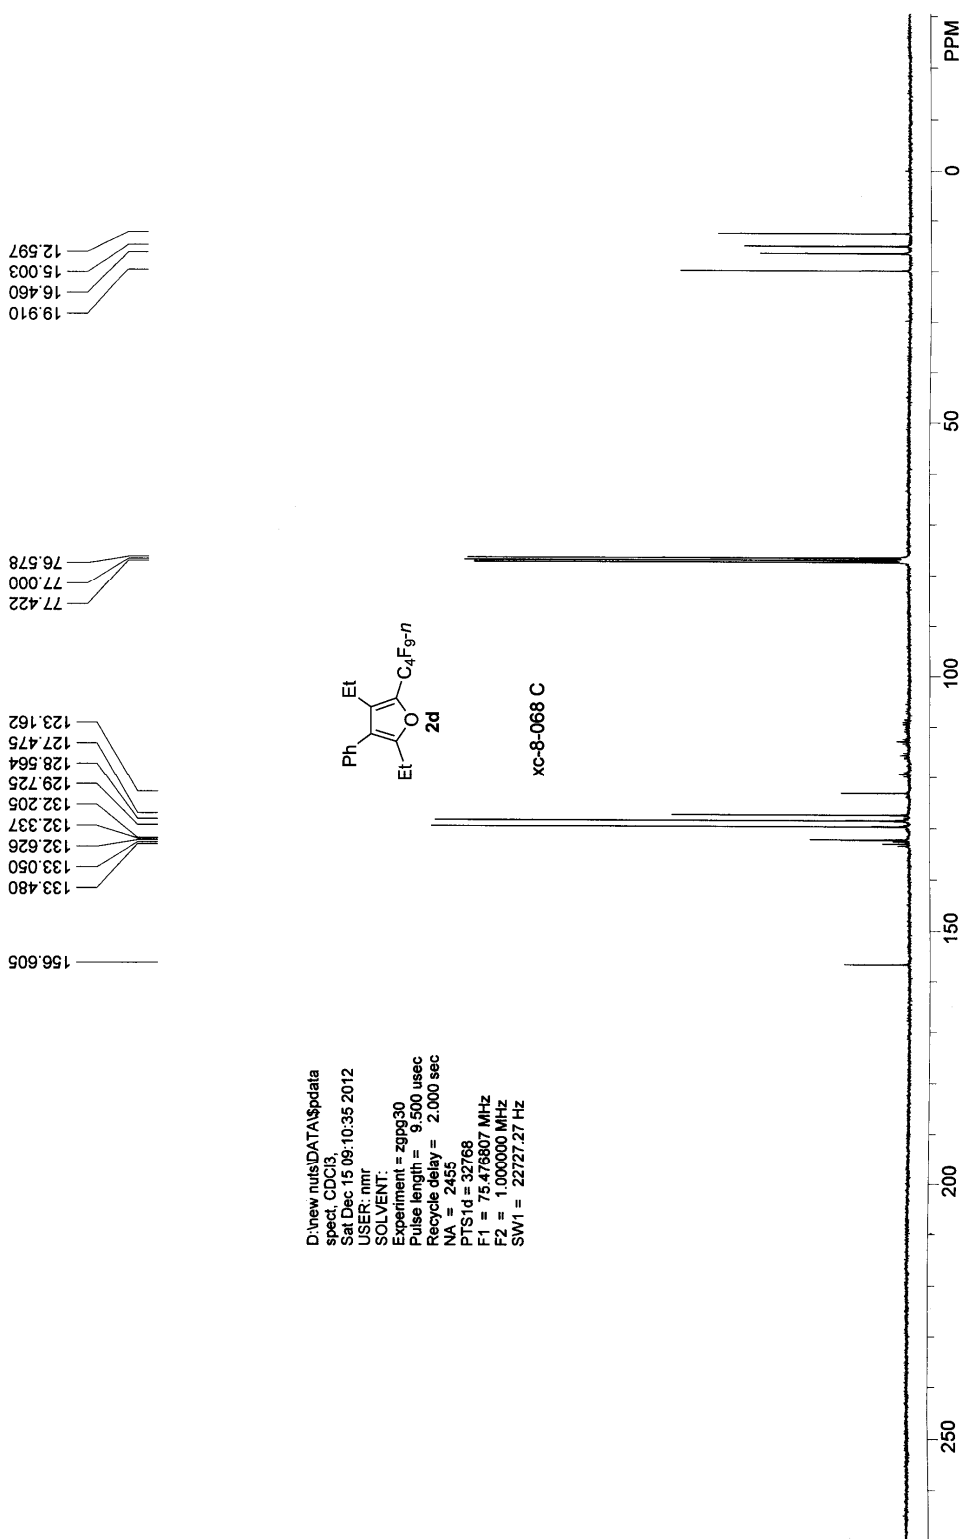 156.605
133.480
133.050
132.626
132.337
132.205
129.725
128.564
127.475
123.162
77.422
77.000
76.578
19.910
16.460
15.003
12.597
D:\new nuts\DATA\$pdata
spect, CDCl3,
Sat Dec 15 09:10:35 2012
USER: nmr
SOLVENT:
Experiment = zgpg30
Pulse length = 9.500 usec
Recycle delay = 2.000 sec
NA = 2455
PTS1d = 32768
F1 = 75.476807 MHz
F2 = 1.000000 MHz
SW1 = 22727.27 Hz
Ph Et
Et O C4F9-n
2d
xc-8-068 C
250 200 150 100 50 0 PPM